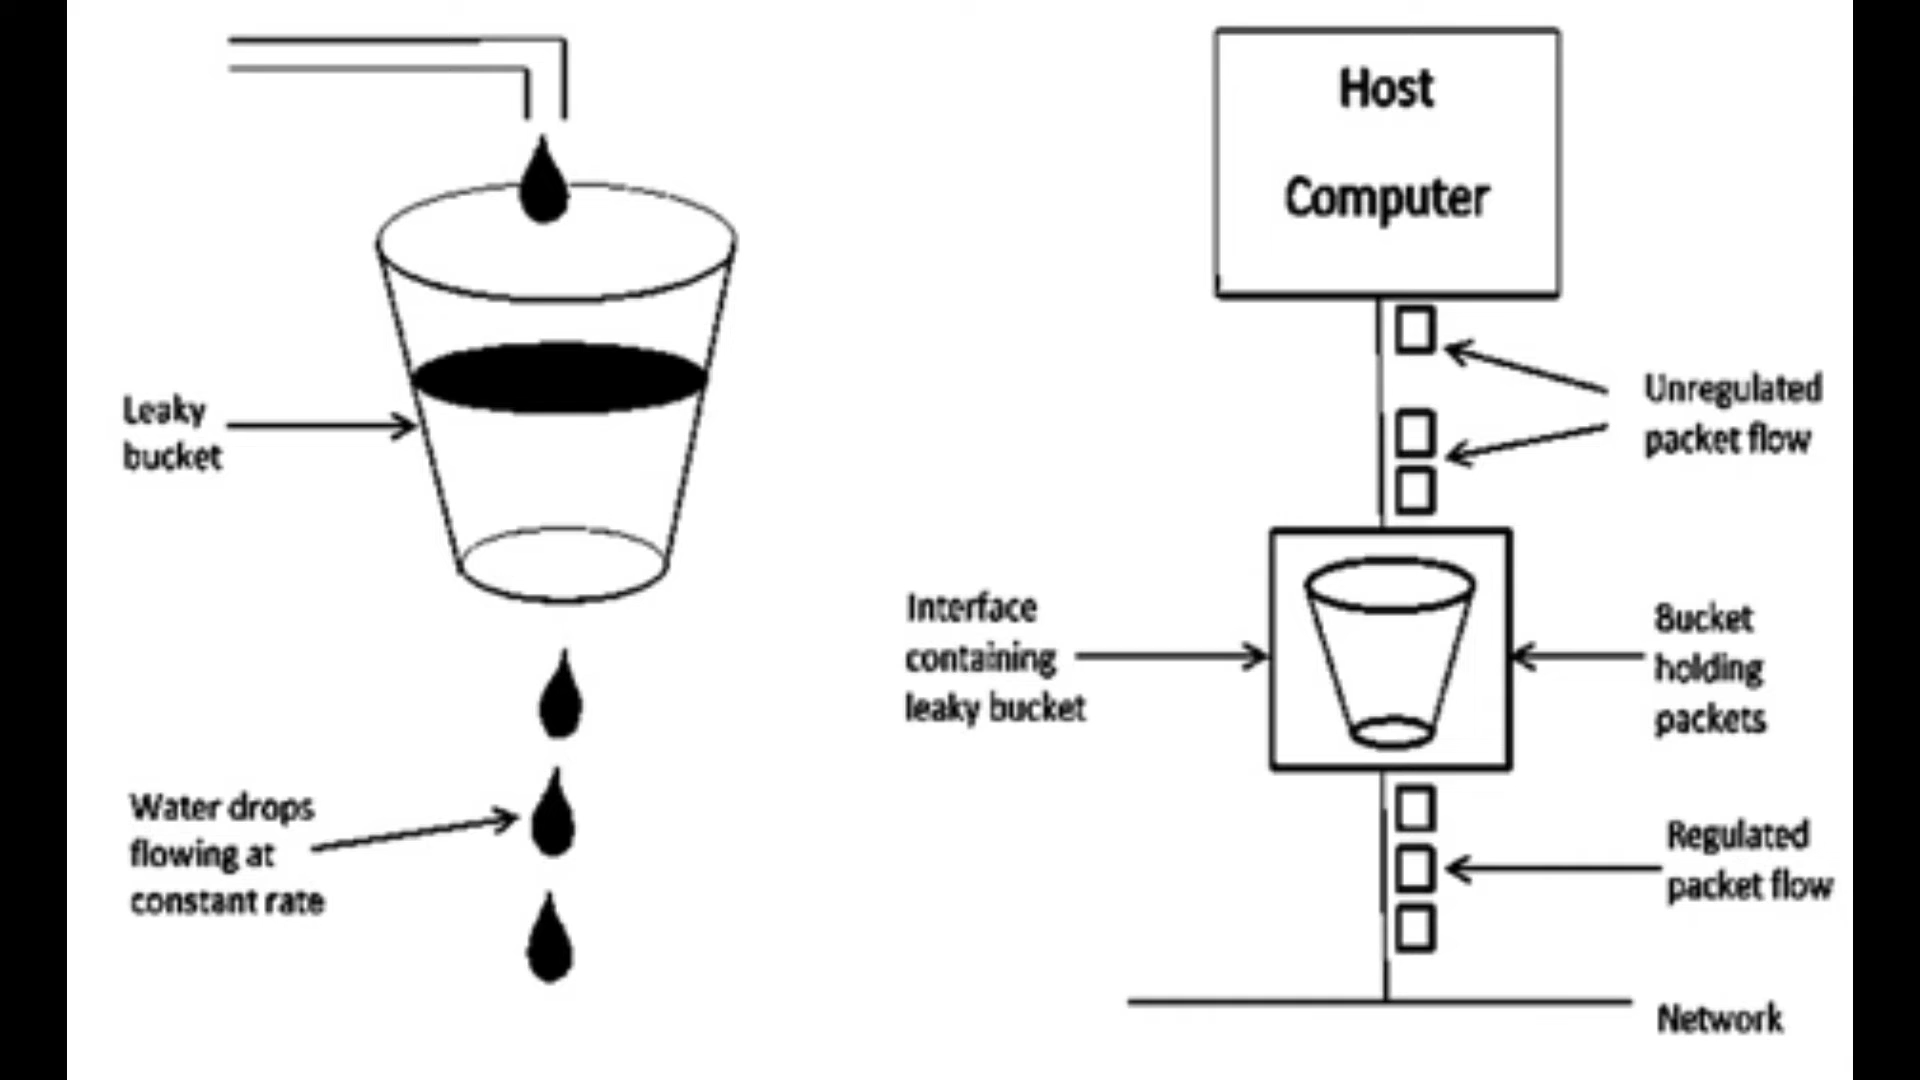 Leaky
bucket
Water drops
flowing at
constant rate
Host
Computer
Unregulated
packet flow
Interface
containing
leaky bucket
Bucket
holding
packets
Regulated
packet flow
Network